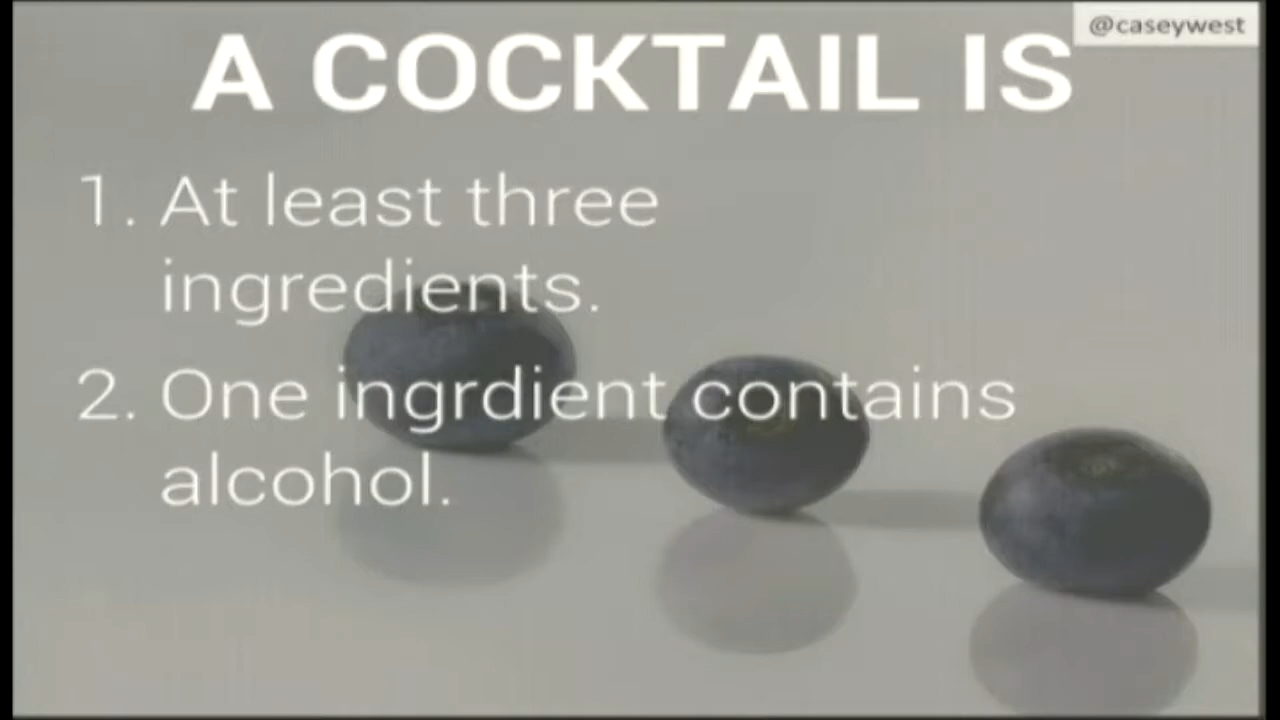 @caseywest
A COCKTAIL IS
1. At least three
ingredients.
2. One ingrdient contains
alcohol.